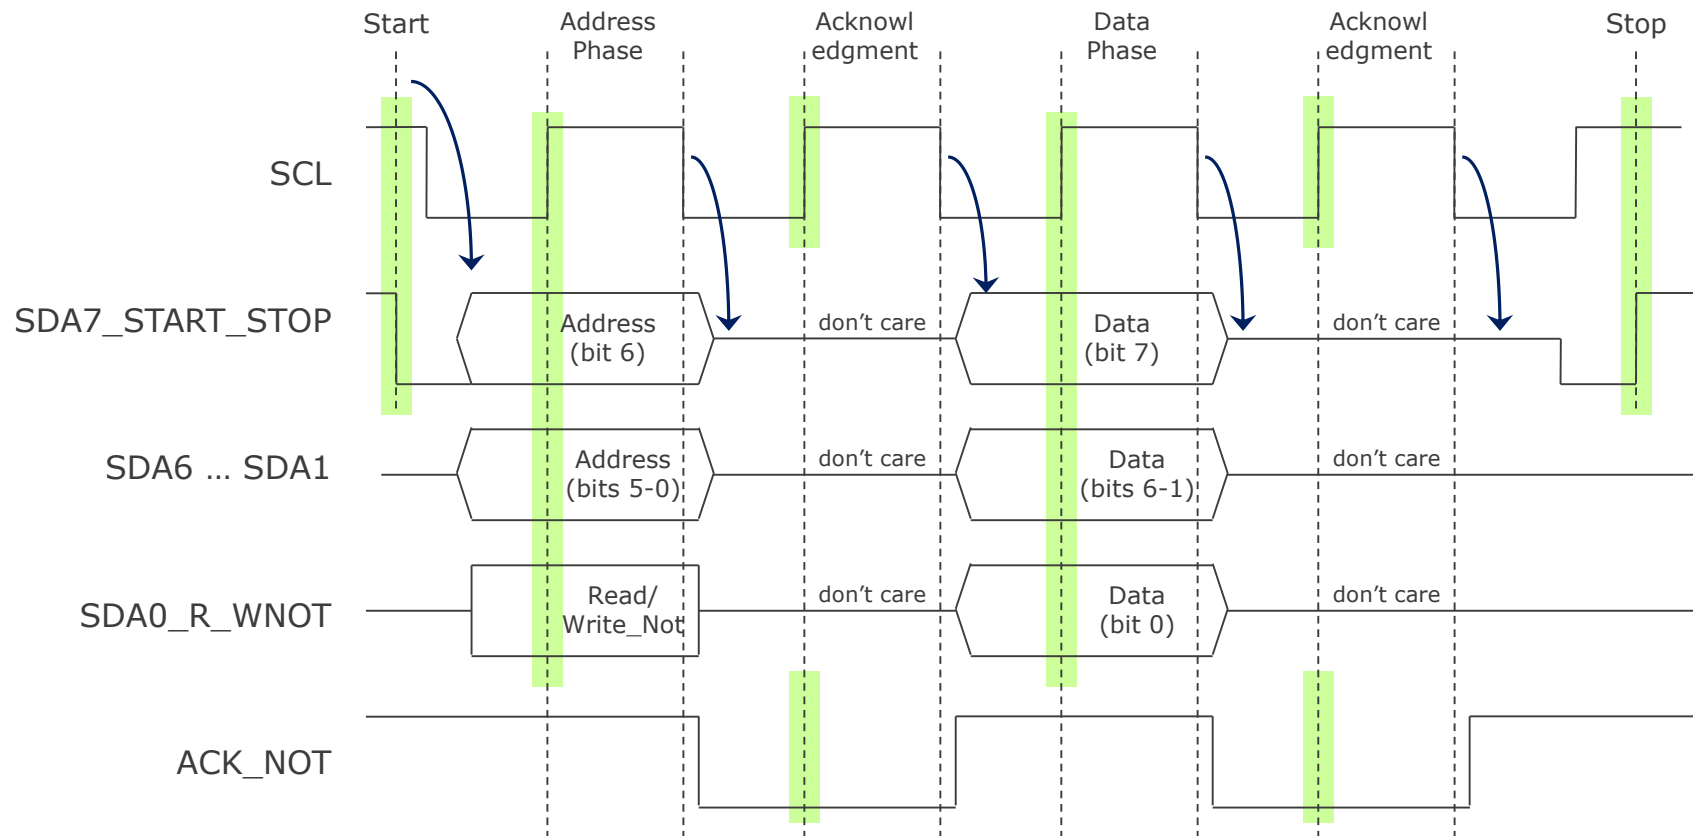 Start
Address
Phase
Acknowl
edgment
Data
Phase
Acknowl
edgment
Stop
SCL
SDA7_START_STOP
Address
(bit 6)
don’t care
Data
(bit 7)
don’t care
SDA6 ... SDA1
Address
(bits 5-0)
don’t care
Data
(bits 6-1)
don’t care
SDA0_R_WNOT
Read/
Write_Not
don’t care
Data
(bit 0)
don’t care
ACK_NOT